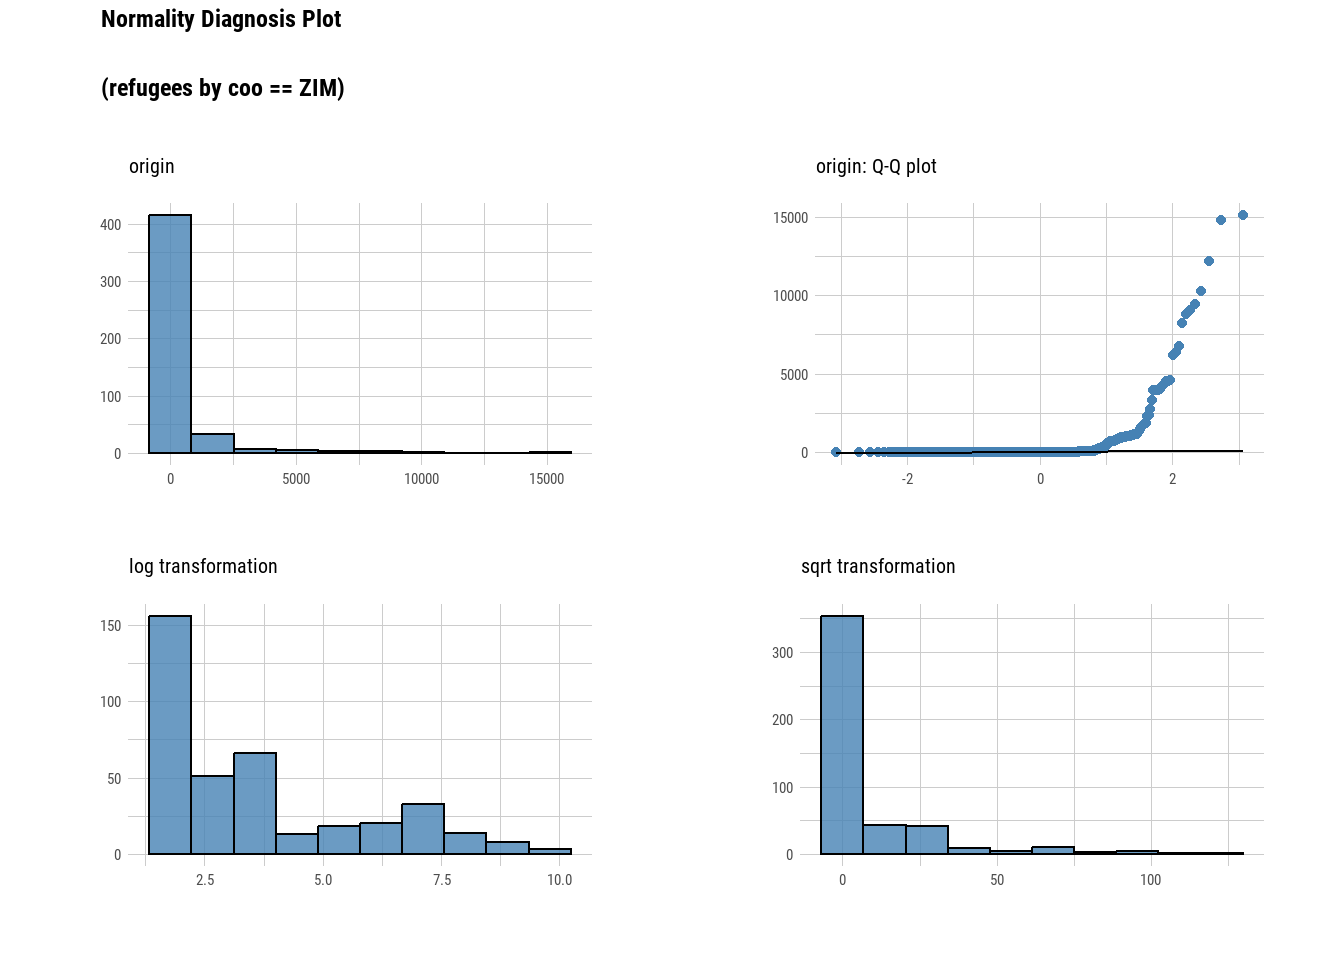 Normality Diagnosis Plot
(refugees by coo == ZIM)
origin
400
300
200
100
0
0 5000 10000 15000
origin: Q-Q plot
15000
10000
5000
0
-2 0 2
log transformation
150
100
50
0
2.5 5.0 7.5 10.0
sqrt transformation
300
200
100
0
0 50 100